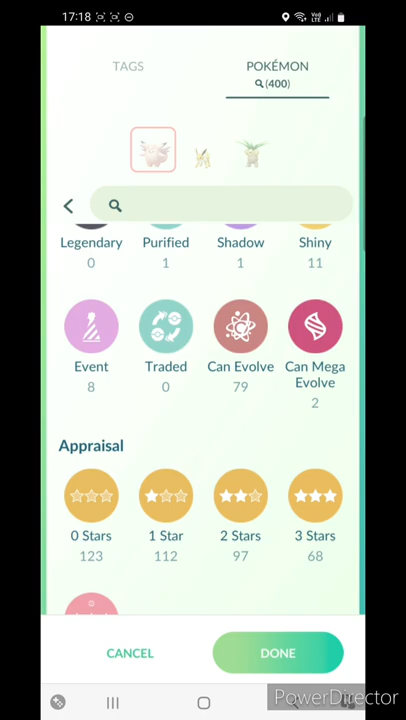 17:18
Vo)) LTE
TAGS
POKÉMON
(400)
Legendary
0
Purified
1
Shadow
1
Shiny
11
Event
8
Traded
0
Can Evolve
79
Can Mega
Evolve
2
Appraisal
0 Stars
123
1 Star
112
2 Stars
97
3 Stars
68
CANCEL
DONE
PowerDirector